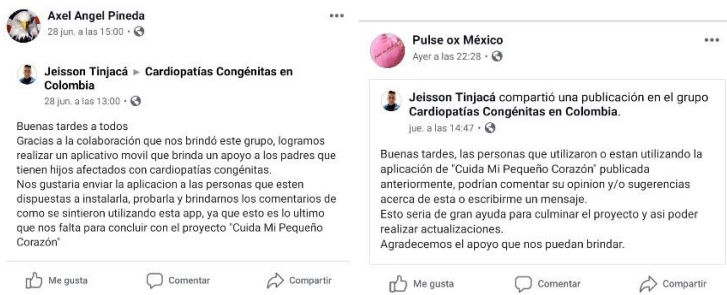 Axel Angel Pineda
28 jun. a las 15:00 ·
Jeisson Tinjacá ▸ Cardiopatías Congénitas en
Colombia
28 jun. a las 13:00 ·
Buenas tardes a todos
Gracias a la colaboración que nos brindó este grupo, logramos
realizar un aplicativo movil que brinda un apoyo a los padres que
tienen hijos afectados con cardiopatías congénitas.
Nos gustaria enviar la aplicacion a las personas que esten
dispuestas a instalarla, probarla y brindarnos los comentarios de
como se sintieron utilizando esta app, ya que esto es lo ultimo
que nos falta para concluir con el proyecto "Cuida Mi Pequeño
Corazón"
Me gusta
Comentar
Compartir
Pulse ox México
Ayer a las 22:28 ·
Jeisson Tinjacá compartió una publicación en el grupo
Cardiopatías Congénitas en Colombia.
jue. a las 14:47 ·
Buenas tardes, las personas que utilizaron o estan utilizando la
aplicación de "Cuida Mi Pequeño Corazón" publicada
anteriormente, podrían comentar su opinion y/o sugerencias
acerca de esta o escribirme un mensaje.
Esto seria de gran ayuda para culminar el proyecto y asi poder
realizar actualizaciones.
Agradecemos el apoyo que nos puedan brindar.
Me gusta
Comentar
Compartir